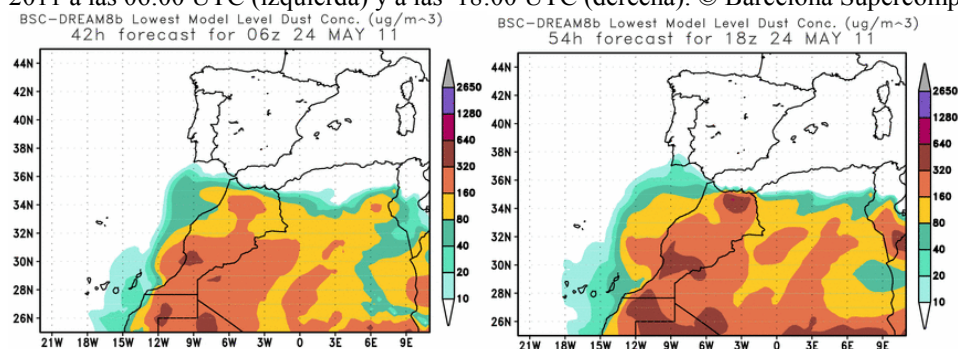 2011 a las 06:00 UTC (izquierda) y a las 18:00 UTC (derecha). © Barcelona Supercomp
BSC-DREAM8b Lowest Model Level Dust Conc. (ug/m^3)
42h forecast for 06z 24 MAY 11
44N
42N
40N
38N
36N
34N
32N
30N
28N
26N
21W 18W 15W 12W 9W 6W 3W 0 3E 6E 9E
2650
1280
640
320
160
80
40
20
10
BSC-DREAM8b Lowest Model Level Dust Conc. (ug/m^3)
54h forecast for 18z 24 MAY 11
44N
42N
40N
38N
36N
34N
32N
30N
28N
26N
21W 18W 15W 12W 9W 6W 3W 0 3E 6E 9E
2650
1280
640
320
160
80
40
20
10